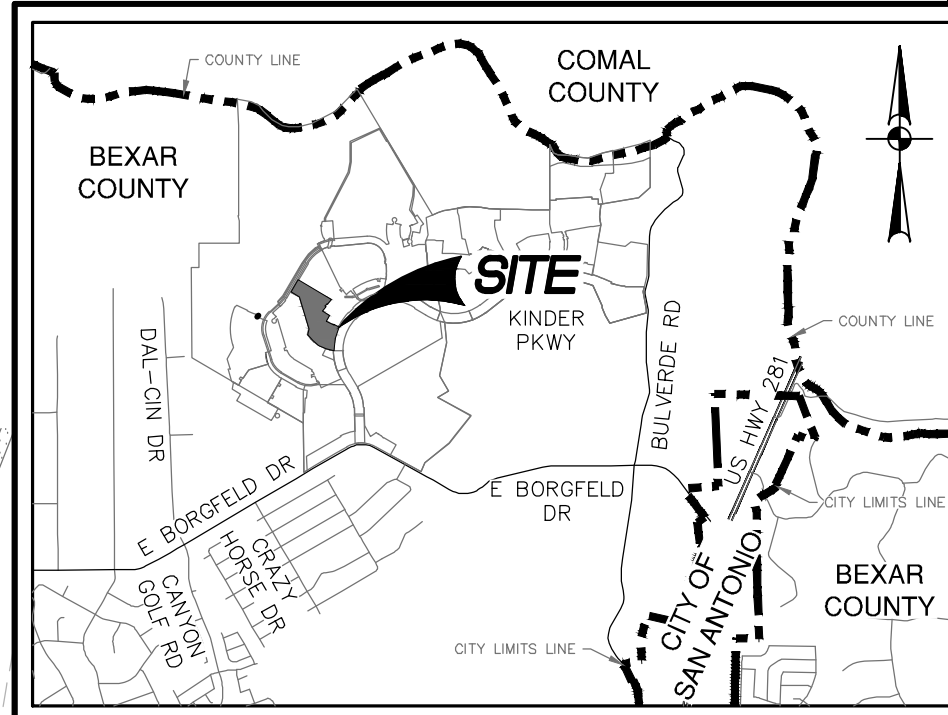 COUNTY LINE
COMAL
COUNTY
BEXAR
COUNTY
SITE
KINDER
PKWY
COUNTY LINE
DAL-CIN DR
BULVERDE RD
US HWY 281
E BORGFELD DR
E BORGFELD
DR
CITY LIMITS LINE
CRAZY
HORSE DR
CANYON
GOLF RD
CITY OF
SAN ANTONIO
BEXAR
COUNTY
CITY LIMITS LINE